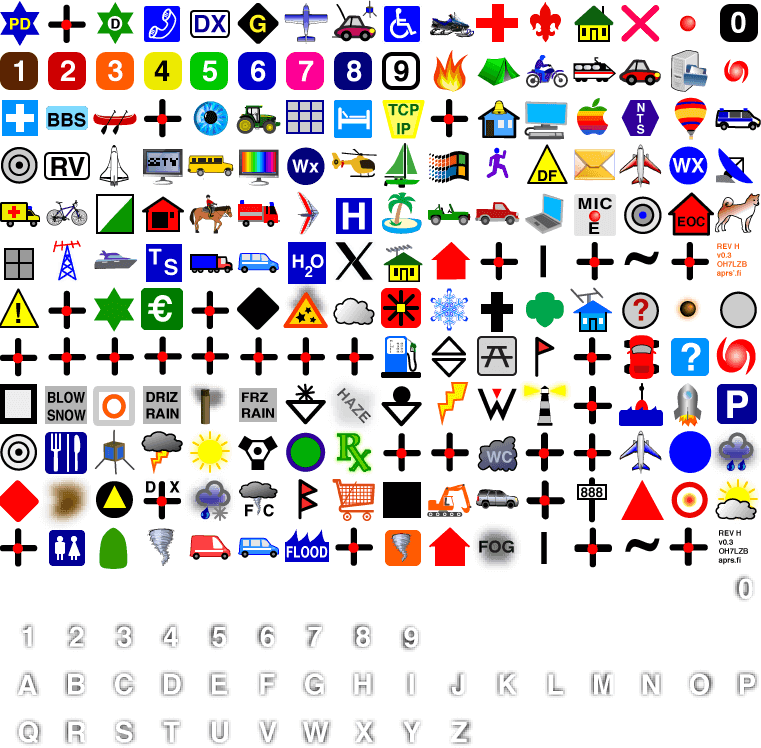 PD D DX G 0
1 2 3 4 5 6 7 8 9
BBS TCP
IP NTS
RV STY Wx DF WX
H MIC
E EOC
TS H2O X ~ REV H
v0.3
OH7LZB
aprs.fi
! €  ?
?
BLOW
SNOW DRIZ
RAIN FRZ
RAIN HAZE W P
Rx WC
DX F C 888
FLOOD FOG ~ REV H
v0.3
OH7LZB
aprs.fi
0
1 2 3 4 5 6 7 8 9
A B C D E F G H I J K L M N O P
Q R S T U V W X Y Z